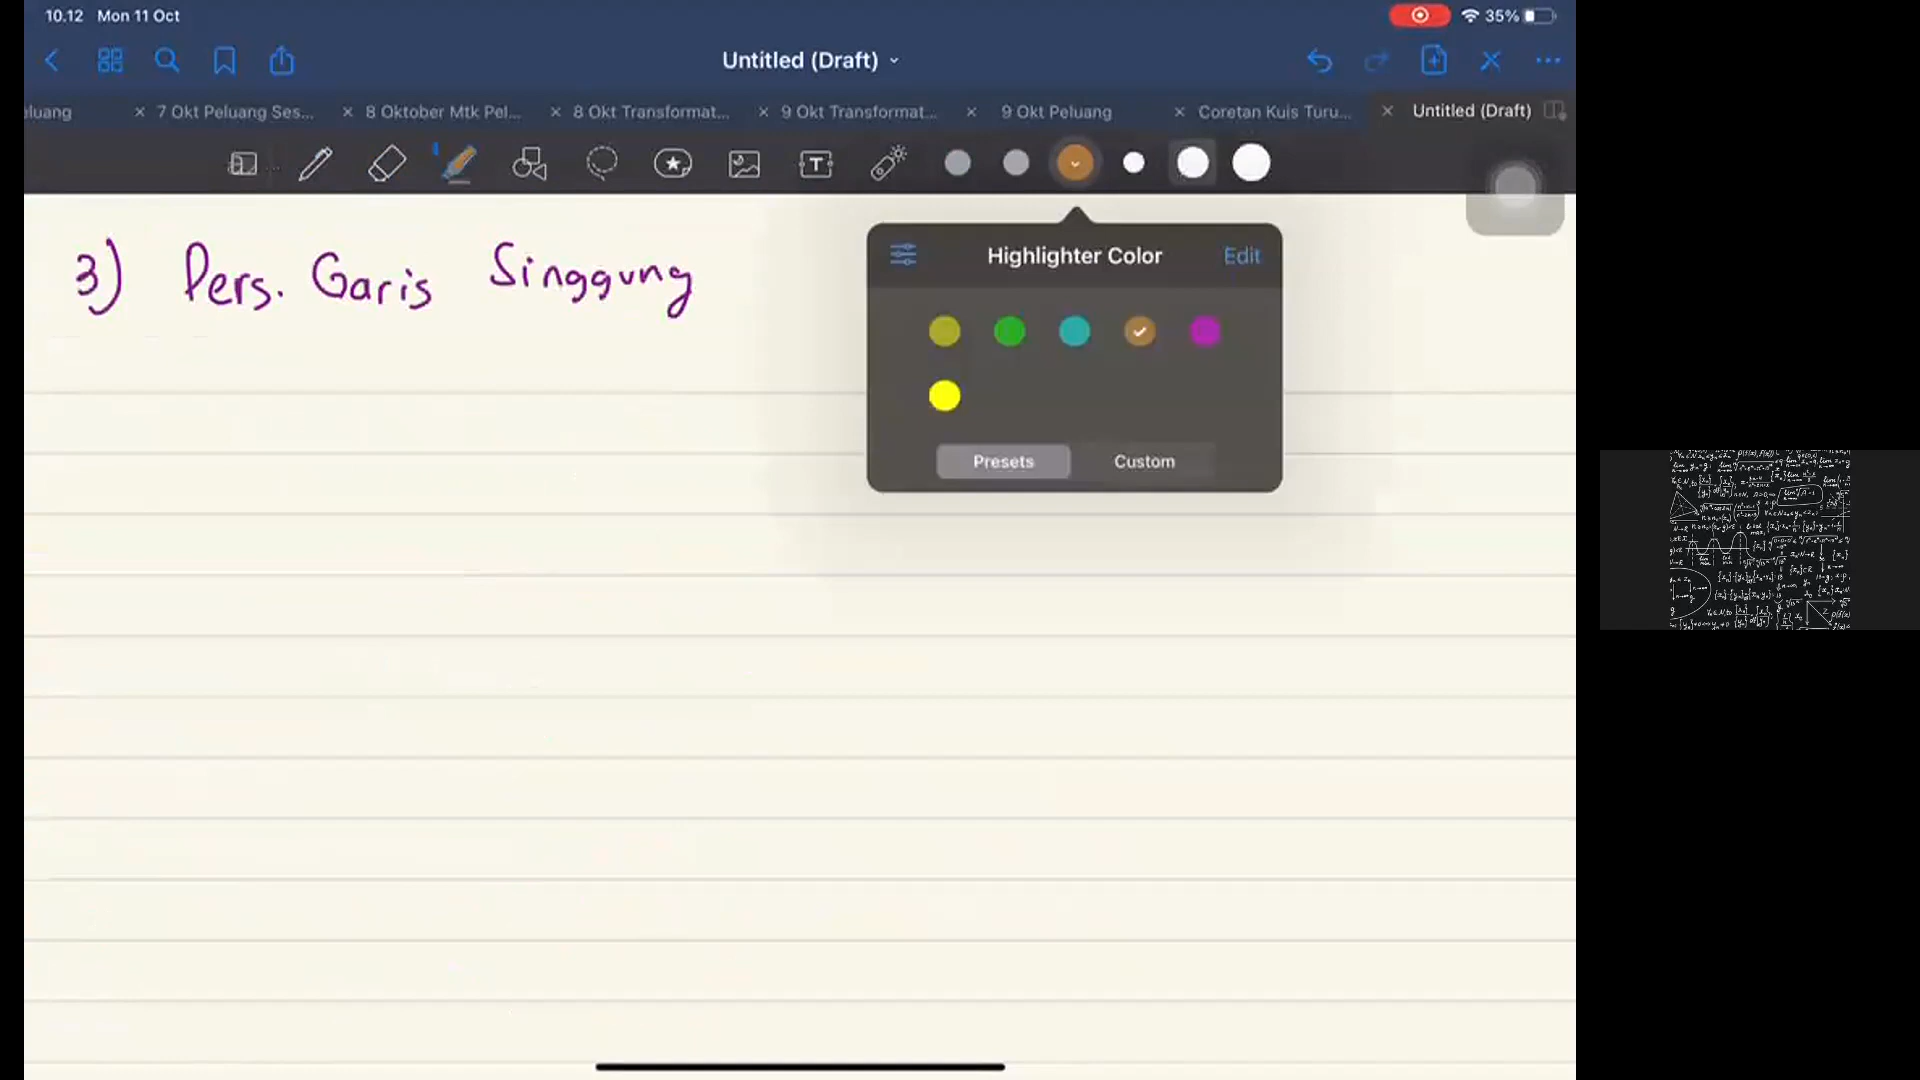 10.12 Mon 11 Oct
35%
Untitled (Draft)
eluang
7 Okt Peluang Ses...
8 Oktober Mtk Pel...
8 Okt Transformat...
9 Okt Transformat...
9 Okt Peluang
Coretan Kuis Turu...
Untitled (Draft)
3) Pers. Garis Singgung
Highlighter Color
Edit
Presets
Custom